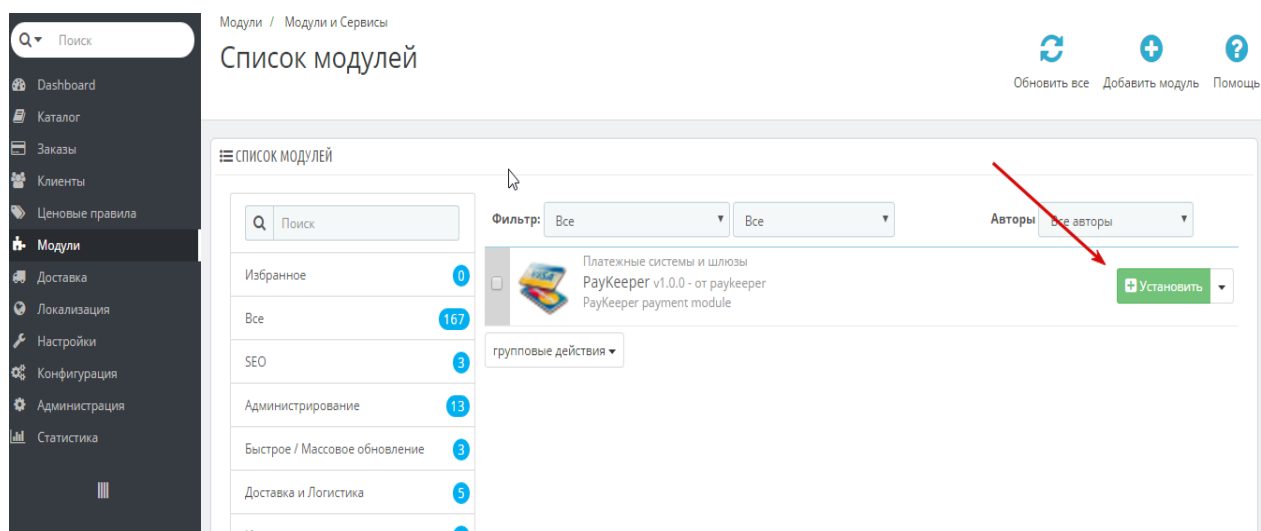 Поиск
Dashboard
Каталог
Заказы
Клиенты
Ценовые правила
Модули
Доставка
Локализация
Настройки
Конфигурация
Администрация
Статистика
Модули / Модули и Сервисы
Список модулей
Обновить все Добавить модуль Помощь
СПИСОК МОДУЛЕЙ
Поиск
Избранное 0
Все 167
SEO 3
Администрирование 13
Быстрое / Массовое обновление 3
Доставка и Логистика 5
Фильтр: Все Все Авторы Все авторы
VISA
Платежные системы и шлюзы
PayKeeper v1.0.0 - от paykeeper
PayKeeper payment module
Установить
групповые действия